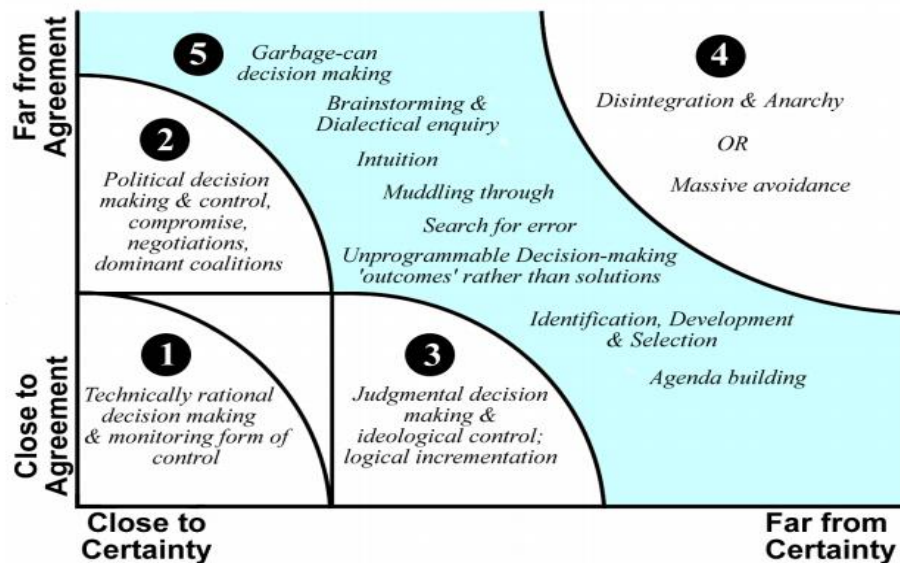 Far from
Agreement
5
Garbage-can
decision making
Brainstorming &
Dialectical enquiry
Intuition
Muddling through
Search for error
Unprogrammable Decision-making
'outcomes' rather than solutions
Identification, Development
& Selection
Agenda building
4
Disintegration & Anarchy
OR
Massive avoidance
2
Political decision
making & control,
compromise,
negotiations,
dominant coalitions
Close to
Agreement
1
Technically rational
decision making
& monitoring form of
control
3
Judgmental decision
making &
ideological control;
logical incrementation
Close to
Certainty
Far from
Certainty